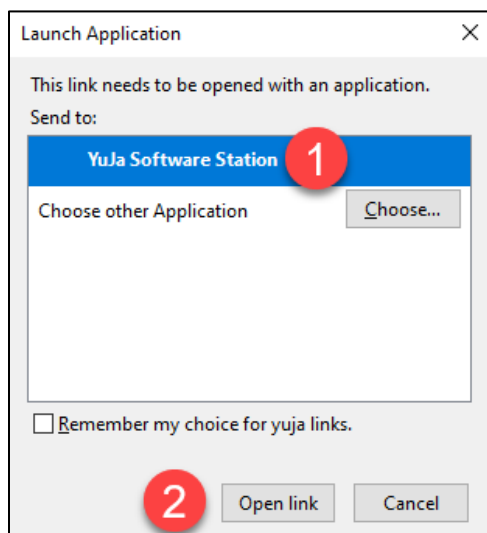 Launch Application
This link needs to be opened with an application.
Send to:
YuJa Software Station 1
Choose other Application Choose...
Remember my choice for yuja links.
2 Open link Cancel